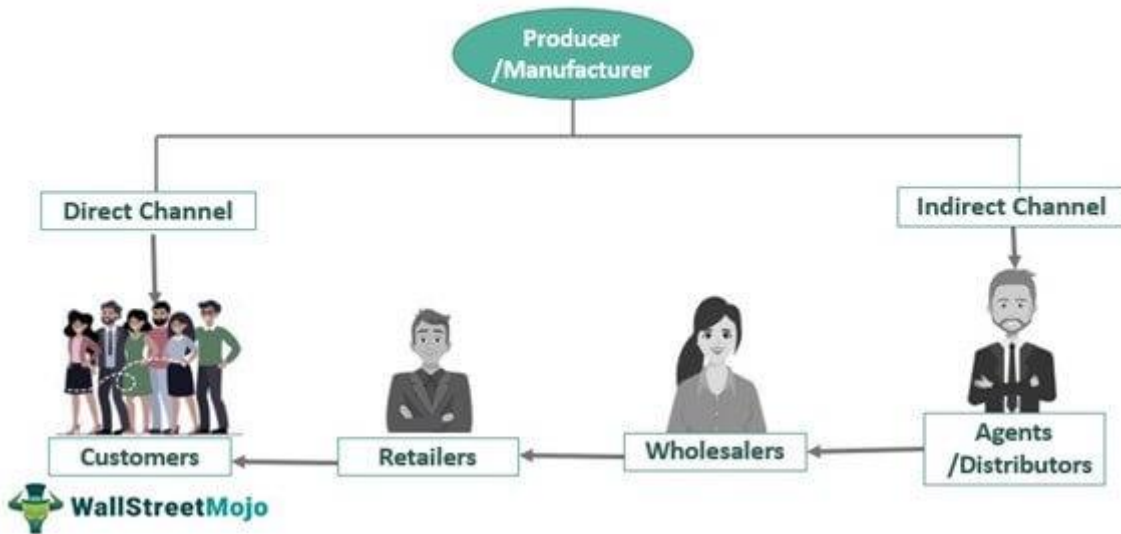 Producer
/Manufacturer
Direct Channel
Indirect Channel
Customers
Retailers
Wholesalers
Agents
/Distributors
WallStreetMojo